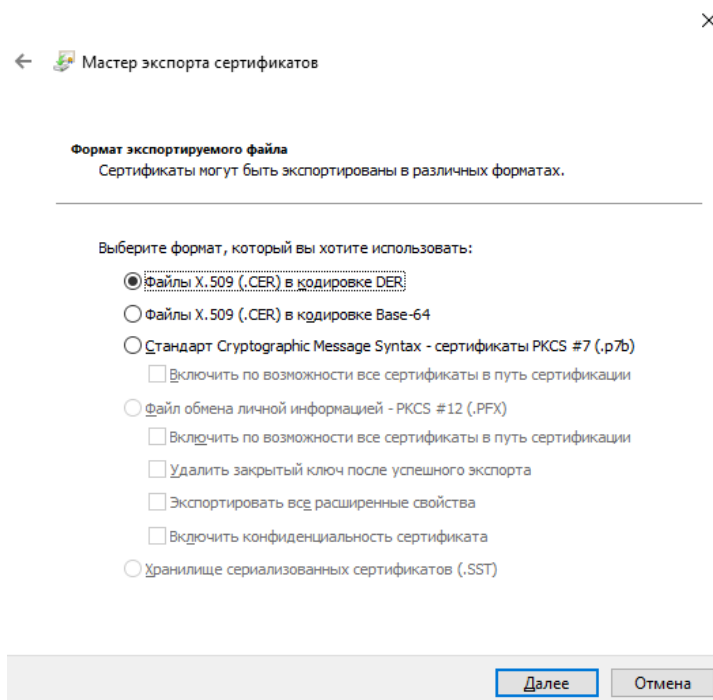 Мастер экспорта сертификатов
Формат экспортируемого файла
Сертификаты могут быть экспортированы в различных форматах.
Выберите формат, который вы хотите использовать:
Файлы X.509 (.CER) в кодировке DER
Файлы X.509 (.CER) в кодировке Base-64
Стандарт Cryptographic Message Syntax - сертификаты PKCS #7 (.p7b)
Включить по возможности все сертификаты в путь сертификации
Файл обмена личной информацией - PKCS #12 (.PFX)
Включить по возможности все сертификаты в путь сертификации
Удалить закрытый ключ после успешного экспорта
Экспортировать все расширенные свойства
Включить конфиденциальность сертификата
Хранилище сериализованных сертификатов (.SST)
Далее
Отмена